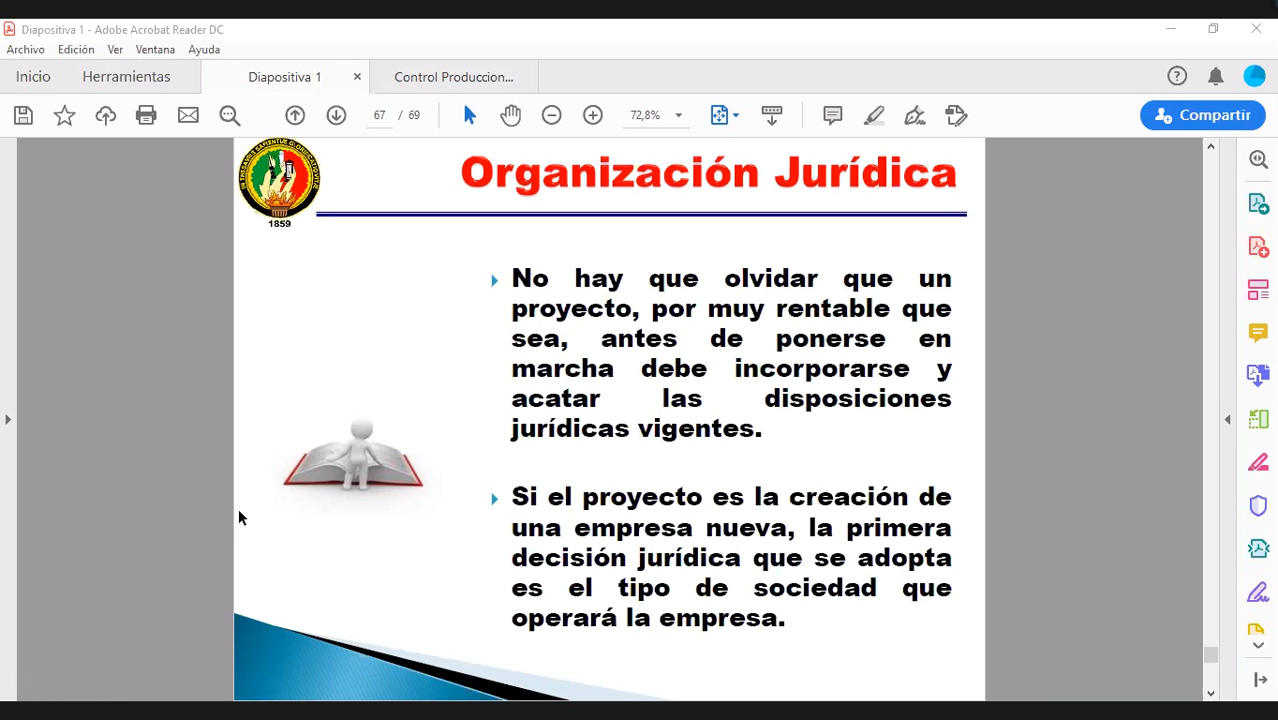 Diapositiva 1 - Adobe Acrobat Reader DC
Archivo Edición Ver Ventana Ayuda
Inicio Herramientas Diapositiva 1 Control Produccion...
67 / 69 72,8% Compartir
Organización Jurídica
1859
No hay que olvidar que un
proyecto, por muy rentable que
sea, antes de ponerse en
marcha debe incorporarse y
acatar las disposiciones
jurídicas vigentes.
Si el proyecto es la creación de
una empresa nueva, la primera
decisión jurídica que se adopta
es el tipo de sociedad que
operará la empresa.